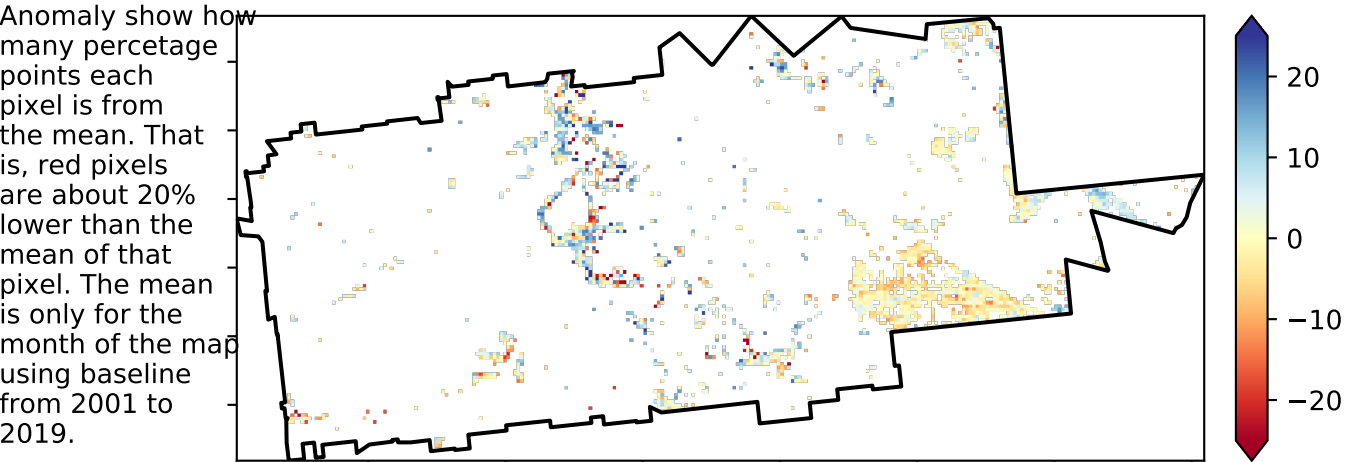 Anomaly show how
many percetage
points each
pixel is from
the mean. That
is, red pixels
are about 20%
lower than the
mean of that
pixel. The mean
is only for the
month of the map
using baseline
from 2001 to
2019.
20
10
0
−10
−20